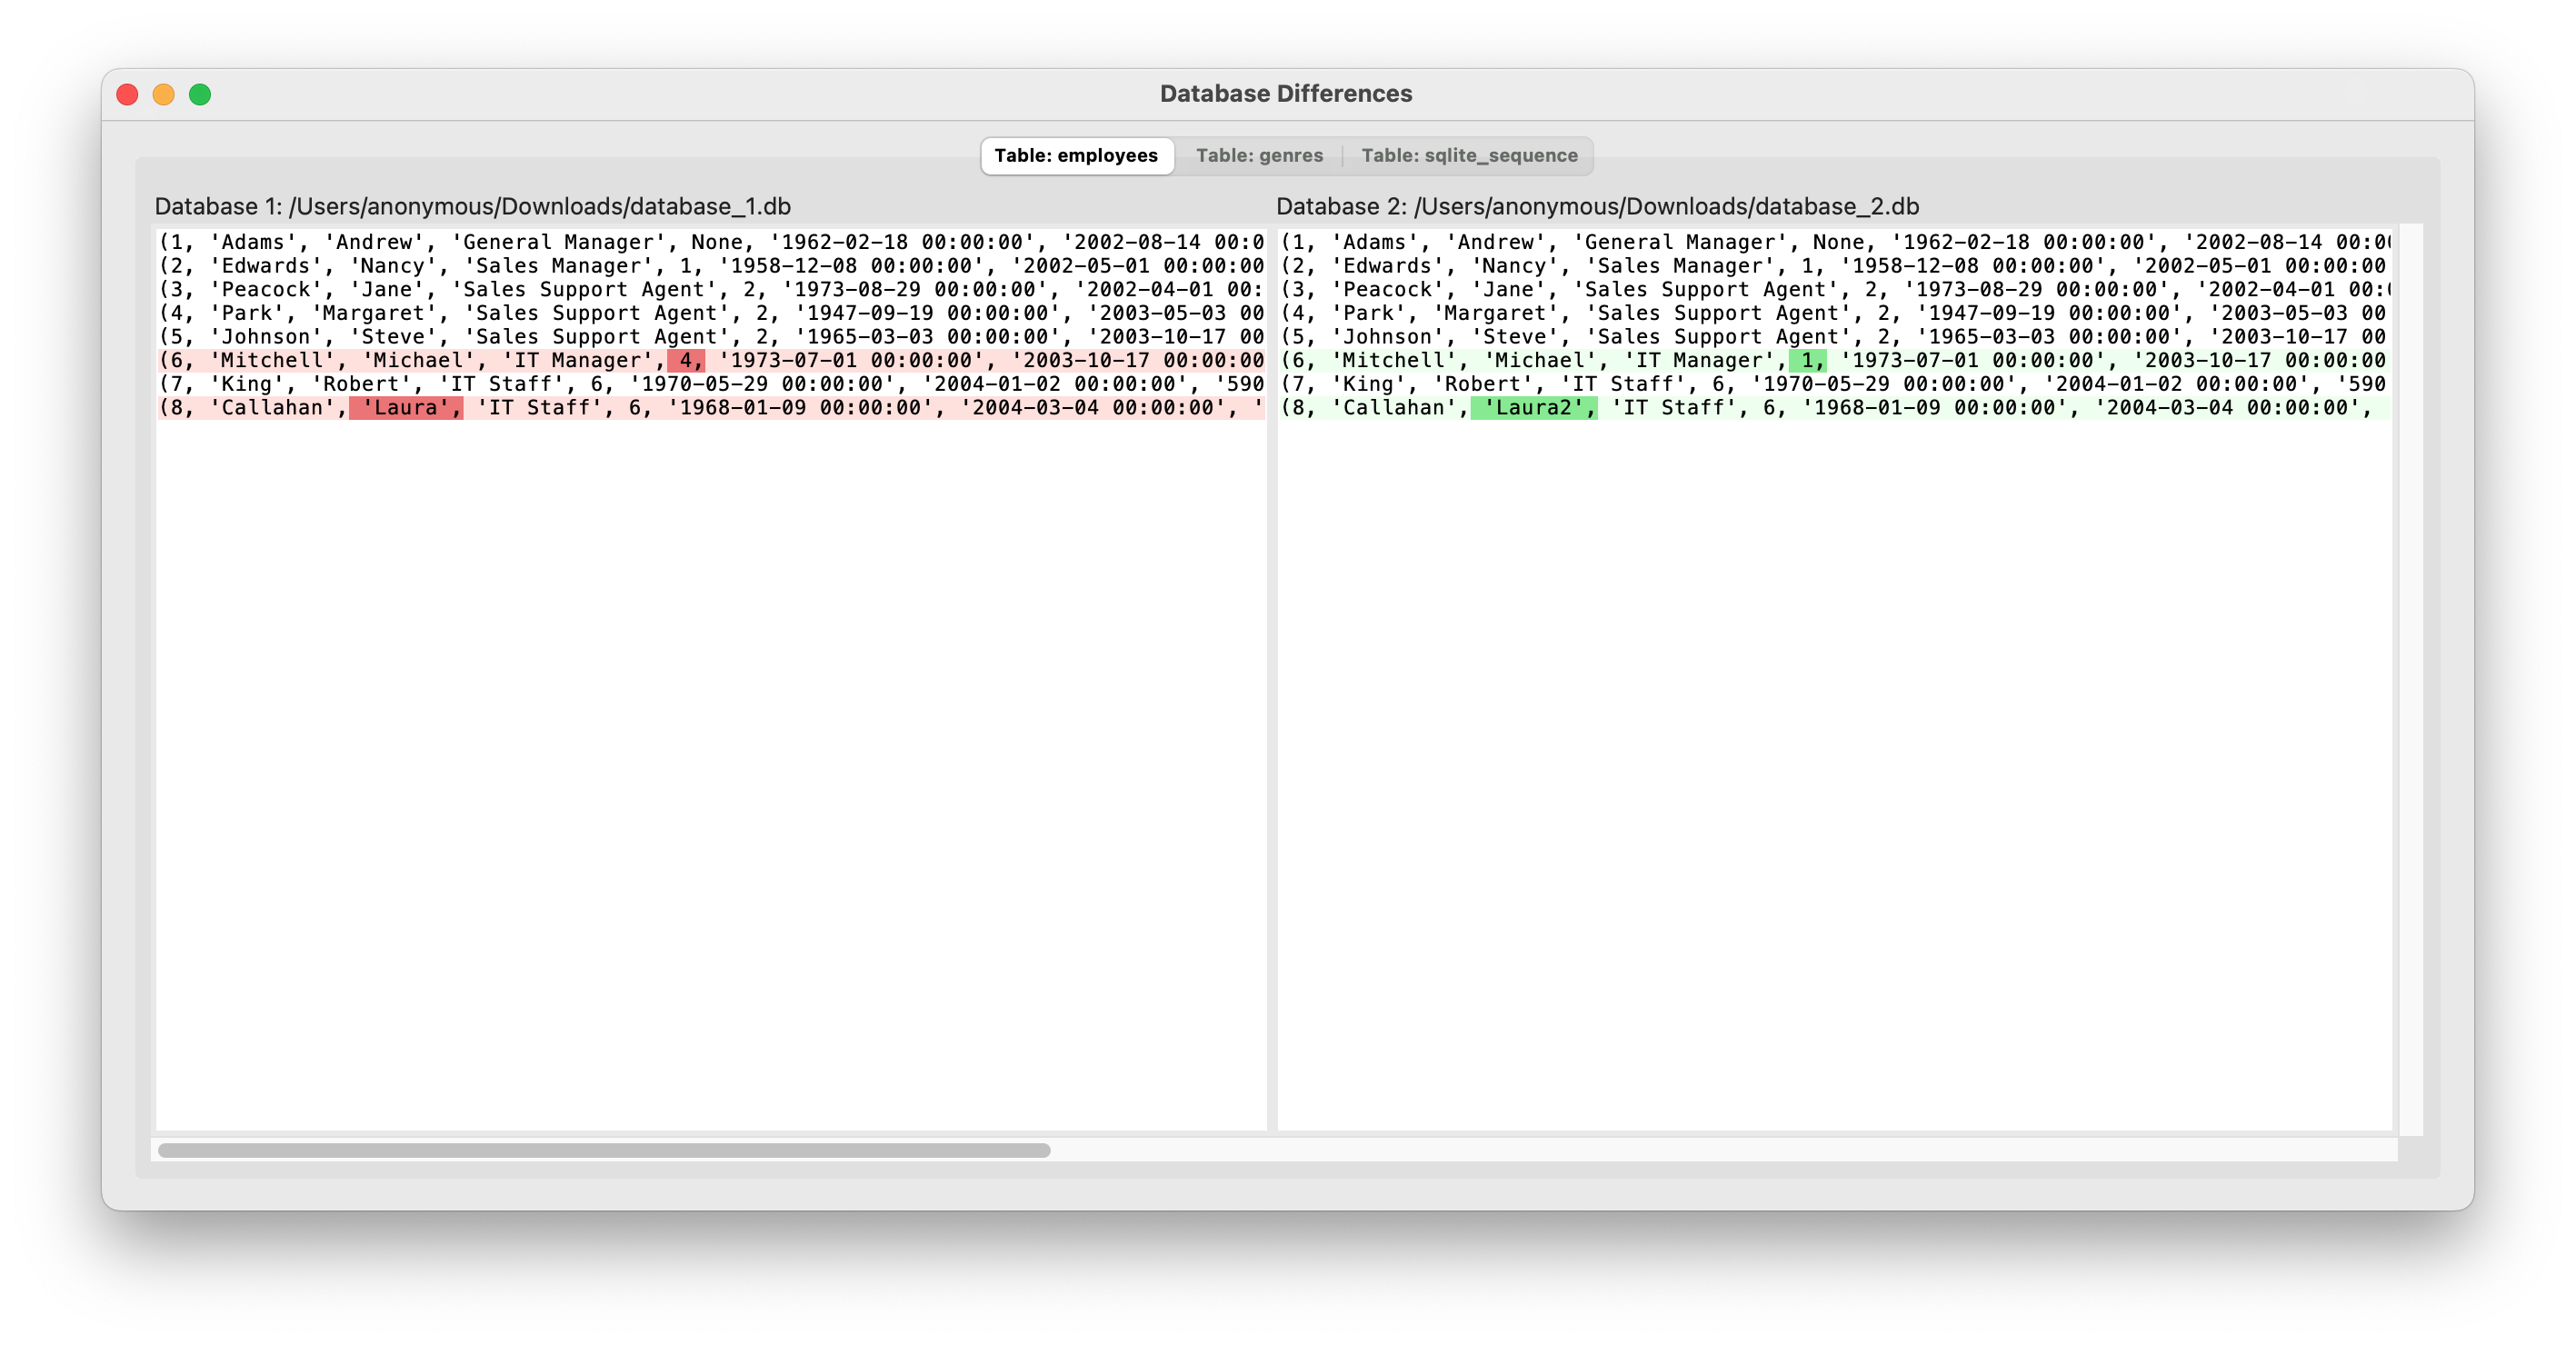 Database Differences
Table: employees
Table: genres
Table: sqlite_sequence
Database 1: /Users/anonymous/Downloads/database_1.db
(1, 'Adams', 'Andrew', 'General Manager', None, '1962-02-18 00:00:00', '2002-08-14 00:0
(2, 'Edwards', 'Nancy', 'Sales Manager', 1, '1958-12-08 00:00:00', '2002-05-01 00:00:00
(3, 'Peacock', 'Jane', 'Sales Support Agent', 2, '1973-08-29 00:00:00', '2002-04-01 00:
(4, 'Park', 'Margaret', 'Sales Support Agent', 2, '1947-09-19 00:00:00', '2003-05-03 00
(5, 'Johnson', 'Steve', 'Sales Support Agent', 2, '1965-03-03 00:00:00', '2003-10-17 00
(6, 'Mitchell', 'Michael', 'IT Manager', 4, '1973-07-01 00:00:00', '2003-10-17 00:00:00
(7, 'King', 'Robert', 'IT Staff', 6, '1970-05-29 00:00:00', '2004-01-02 00:00:00', '590
(8, 'Callahan', 'Laura', 'IT Staff', 6, '1968-01-09 00:00:00', '2004-03-04 00:00:00', '
Database 2: /Users/anonymous/Downloads/database_2.db
(1, 'Adams', 'Andrew', 'General Manager', None, '1962-02-18 00:00:00', '2002-08-14 00:0
(2, 'Edwards', 'Nancy', 'Sales Manager', 1, '1958-12-08 00:00:00', '2002-05-01 00:00:00
(3, 'Peacock', 'Jane', 'Sales Support Agent', 2, '1973-08-29 00:00:00', '2002-04-01 00:
(4, 'Park', 'Margaret', 'Sales Support Agent', 2, '1947-09-19 00:00:00', '2003-05-03 00
(5, 'Johnson', 'Steve', 'Sales Support Agent', 2, '1965-03-03 00:00:00', '2003-10-17 00
(6, 'Mitchell', 'Michael', 'IT Manager', 1, '1973-07-01 00:00:00', '2003-10-17 00:00:00
(7, 'King', 'Robert', 'IT Staff', 6, '1970-05-29 00:00:00', '2004-01-02 00:00:00', '590
(8, 'Callahan', 'Laura2', 'IT Staff', 6, '1968-01-09 00:00:00', '2004-03-04 00:00:00',